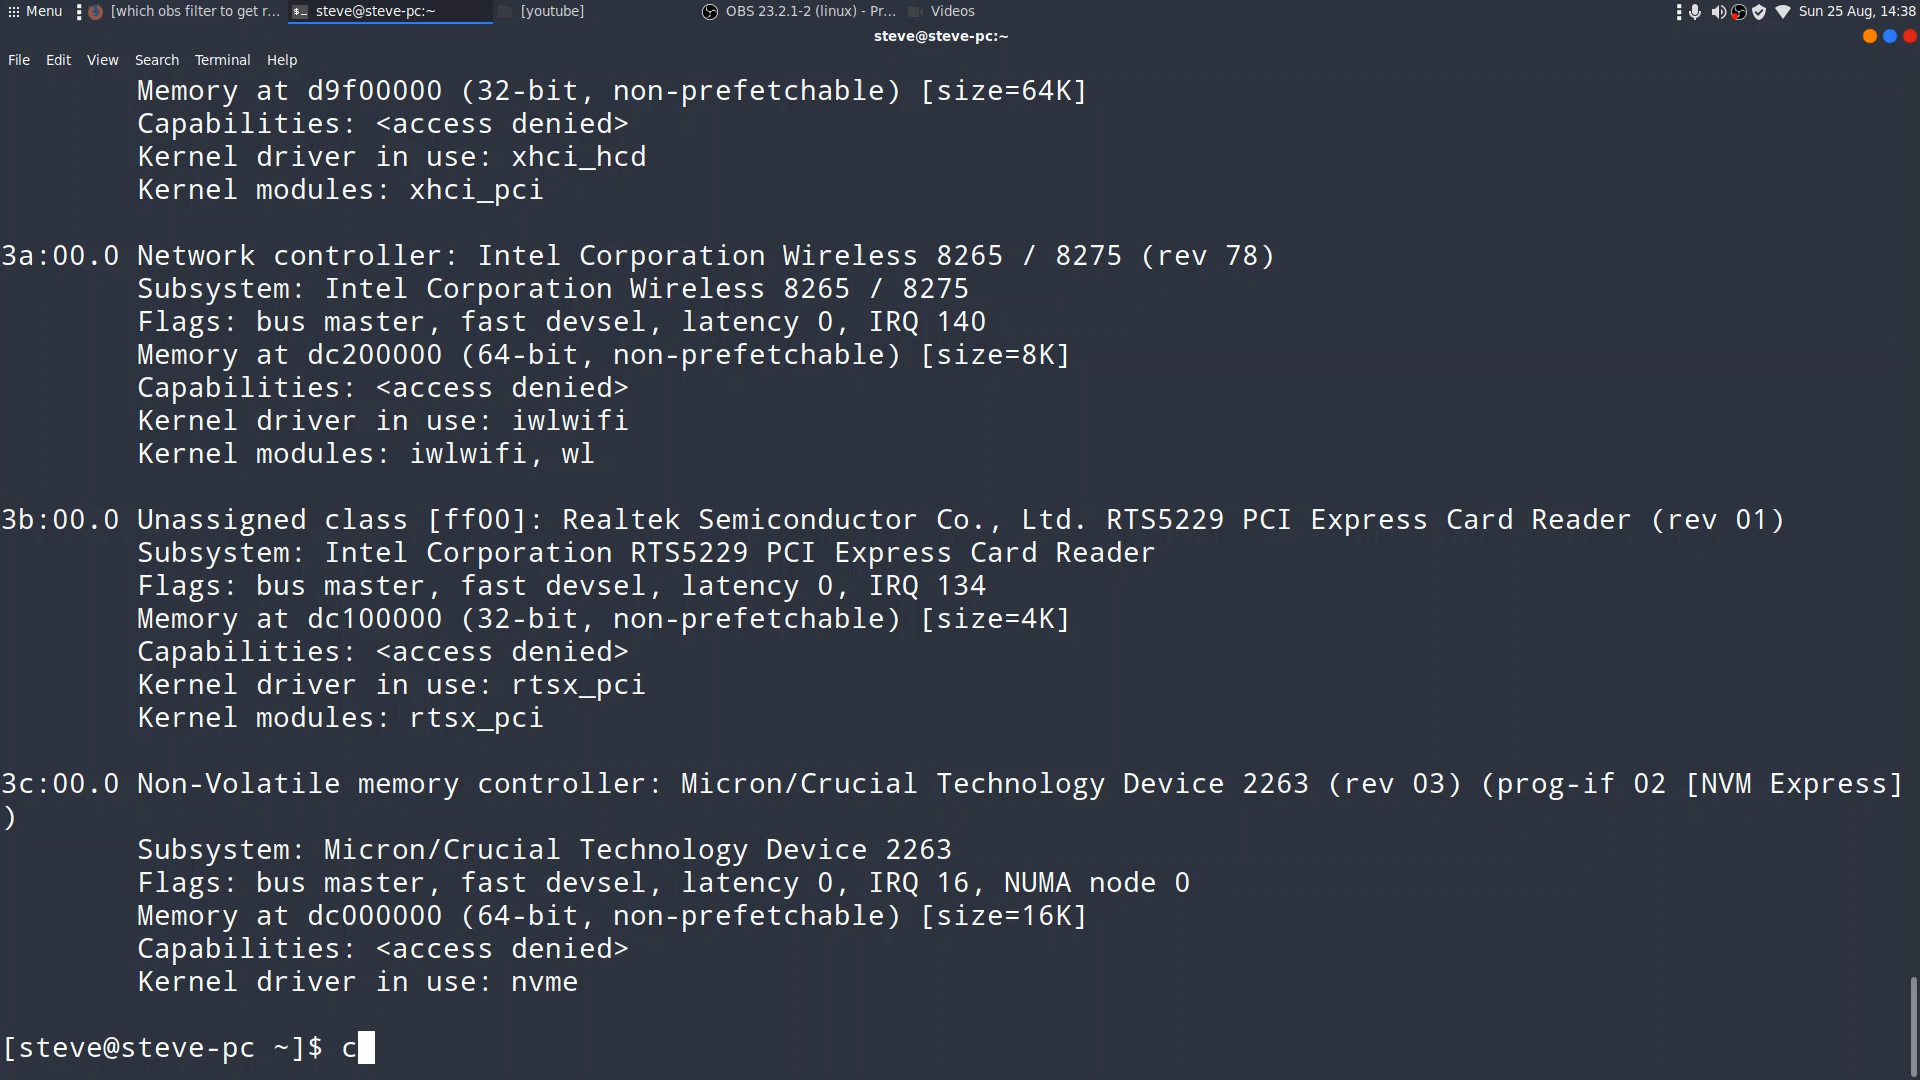 Menu [which obs filter to get r... steve@steve-pc:~ [youtube] OBS 23.2.1-2 (linux) - Pr... Videos Sun 25 Aug, 14:38
steve@steve-pc:~
File Edit View Search Terminal Help
Memory at d9f00000 (32-bit, non-prefetchable) [size=64K]
Capabilities: <access denied>
Kernel driver in use: xhci_hcd
Kernel modules: xhci_pci
3a:00.0 Network controller: Intel Corporation Wireless 8265 / 8275 (rev 78)
Subsystem: Intel Corporation Wireless 8265 / 8275
Flags: bus master, fast devsel, latency 0, IRQ 140
Memory at dc200000 (64-bit, non-prefetchable) [size=8K]
Capabilities: <access denied>
Kernel driver in use: iwlwifi
Kernel modules: iwlwifi, wl
3b:00.0 Unassigned class [ff00]: Realtek Semiconductor Co., Ltd. RTS5229 PCI Express Card Reader (rev 01)
Subsystem: Intel Corporation RTS5229 PCI Express Card Reader
Flags: bus master, fast devsel, latency 0, IRQ 134
Memory at dc100000 (32-bit, non-prefetchable) [size=4K]
Capabilities: <access denied>
Kernel driver in use: rtsx_pci
Kernel modules: rtsx_pci
3c:00.0 Non-Volatile memory controller: Micron/Crucial Technology Device 2263 (rev 03) (prog-if 02 [NVM Express]
)
Subsystem: Micron/Crucial Technology Device 2263
Flags: bus master, fast devsel, latency 0, IRQ 16, NUMA node 0
Memory at dc000000 (64-bit, non-prefetchable) [size=16K]
Capabilities: <access denied>
Kernel driver in use: nvme
[steve@steve-pc ~]$ c